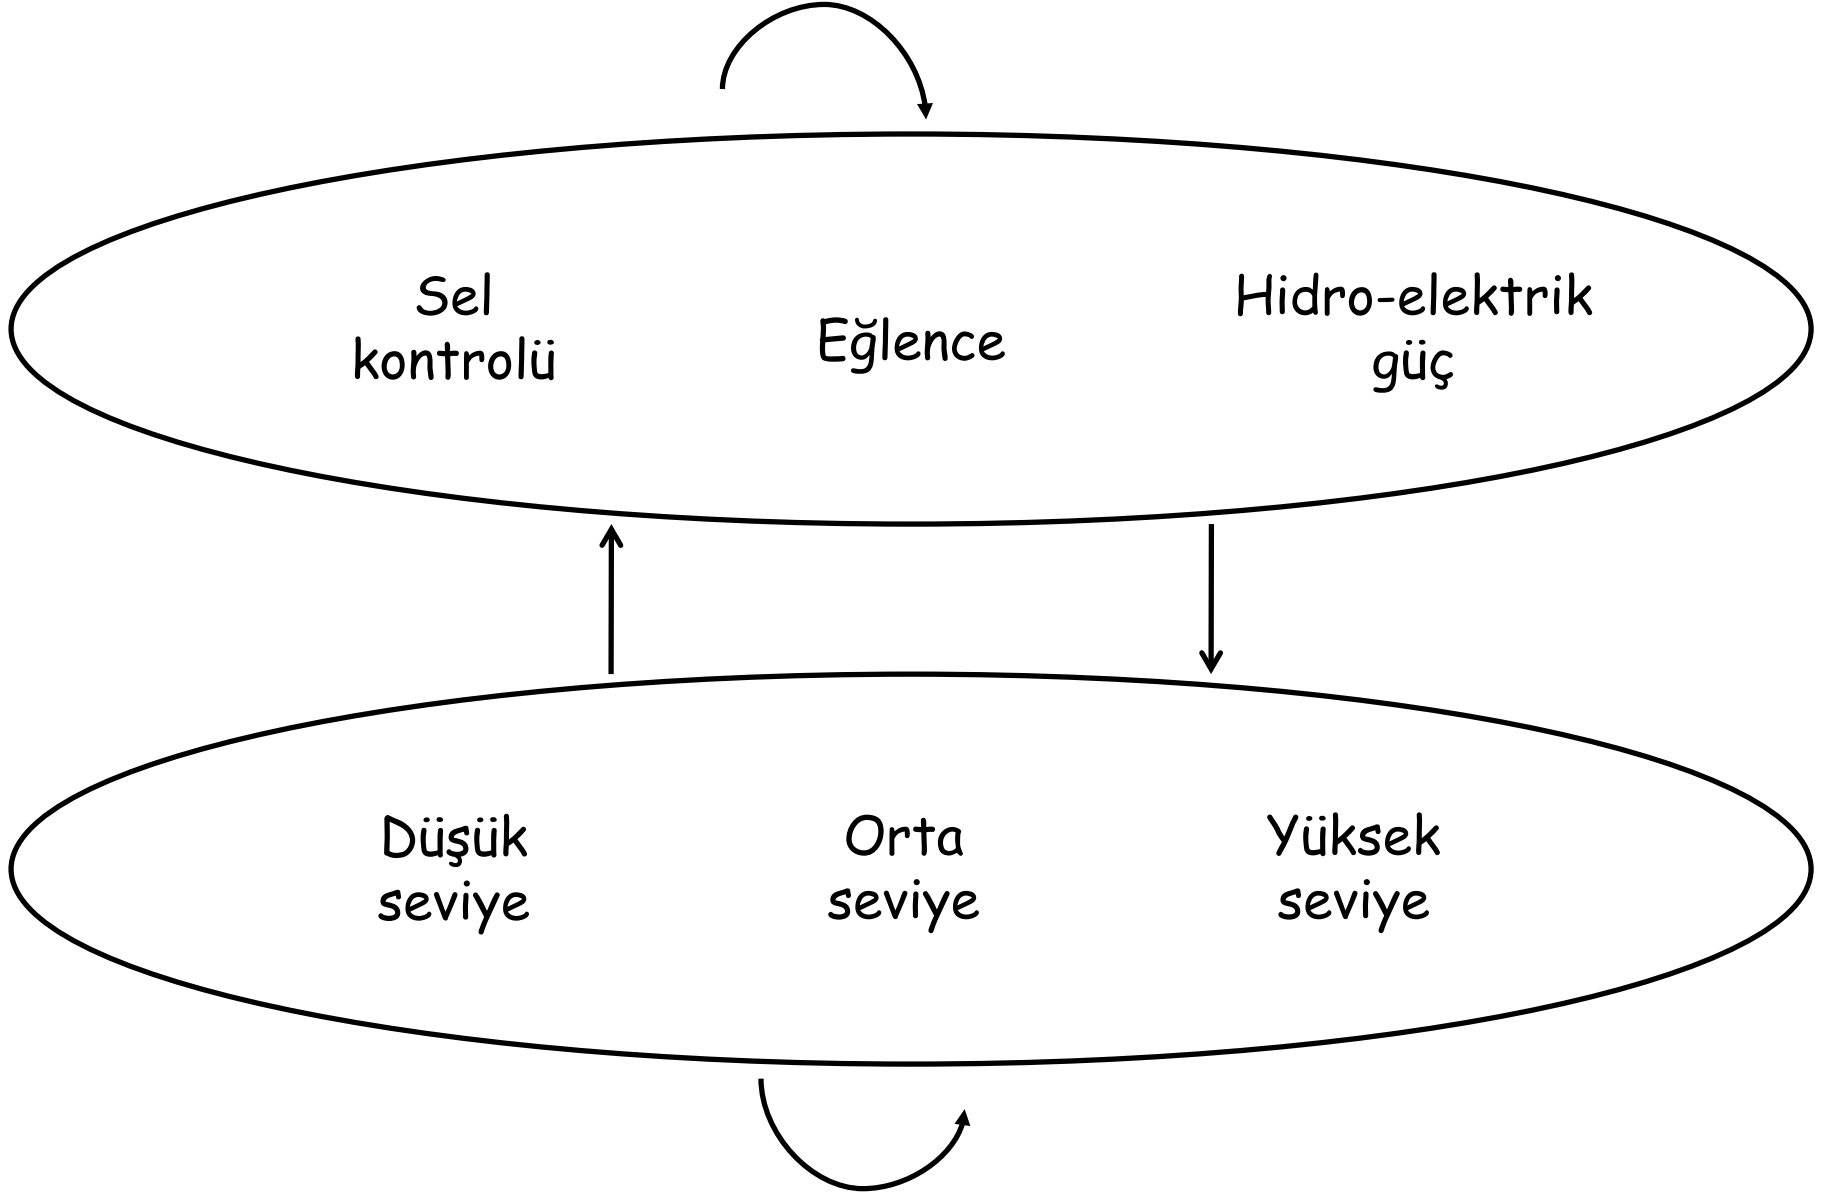 Sel
kontrolü
Eğlence
Hidro-elektrik
güç
Düşük
seviye
Orta
seviye
Yüksek
seviye